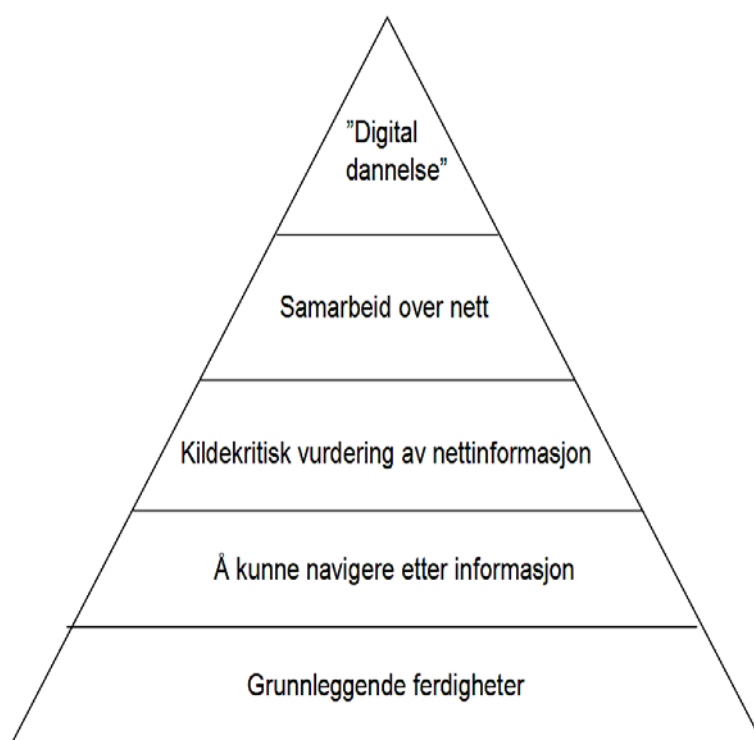 ”Digital
dannelse”
Samarbeid over nett
Kildekritisk vurdering av nettinformasjon
Å kunne navigere etter informasjon
Grunnleggende ferdigheter